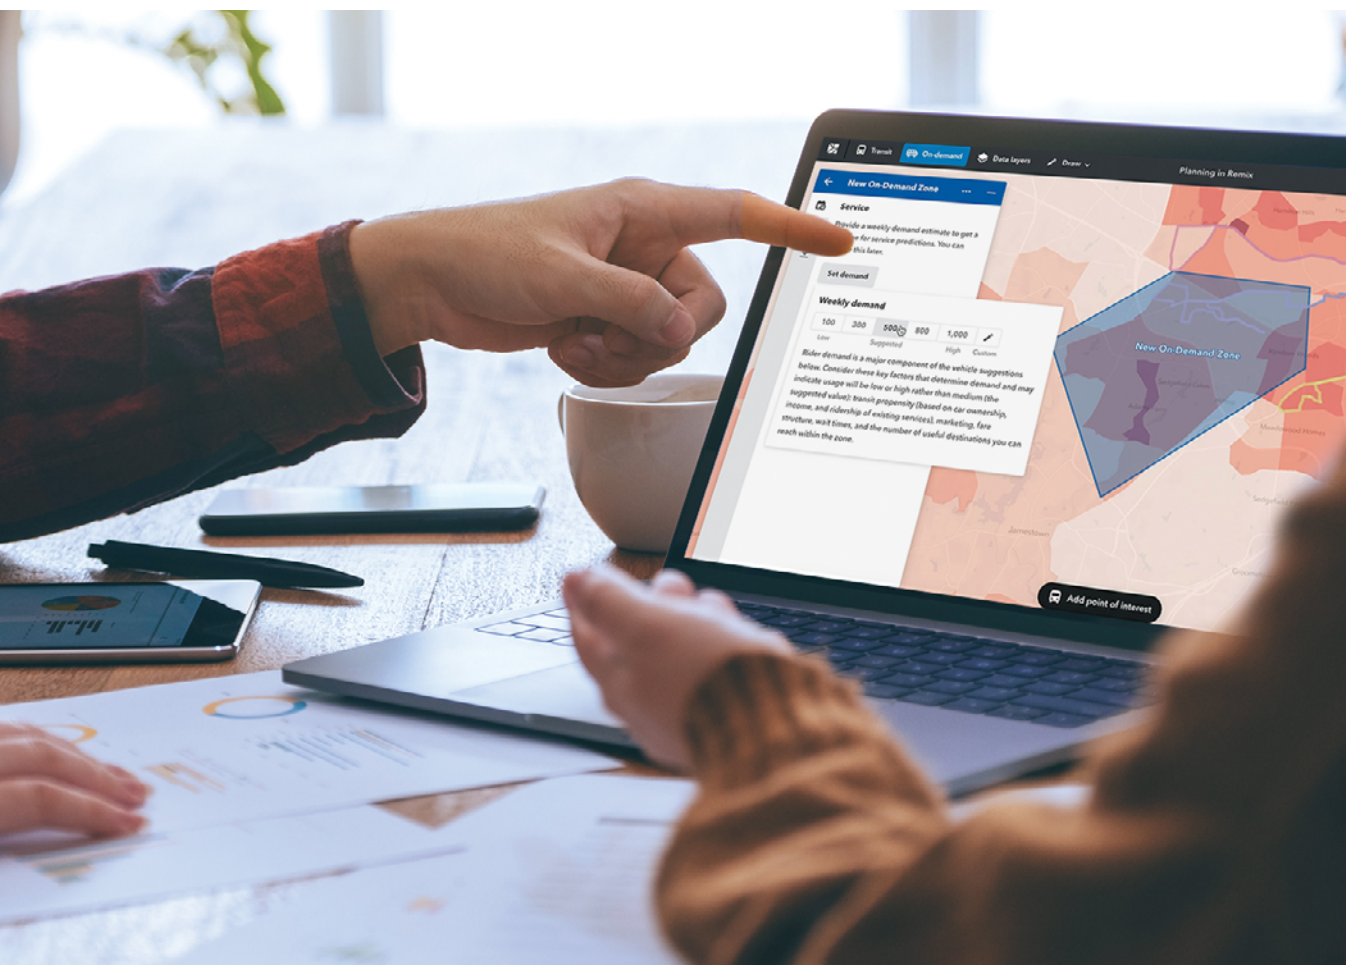 Transit
On-demand
Data layers
Draw
Planning in Remix
New On-Demand Zone
Service
Provide a weekly demand estimate to get a
for service predictions. You can
this later.
Set demand
Weekly demand
100 300 500 800 1,000
Low Suggested High Custom
Rider demand is a major component of the vehicle suggestions
below. Consider these key factors that determine demand and may
indicate usage will be low or high rather than medium (the
suggested value): transit propensity (based on car ownership,
income, and ridership of existing services), marketing, fare
structure, wait times, and the number of useful destinations you can
reach within the zone.
New On-Demand Zone
Jamestown
Add point of interest